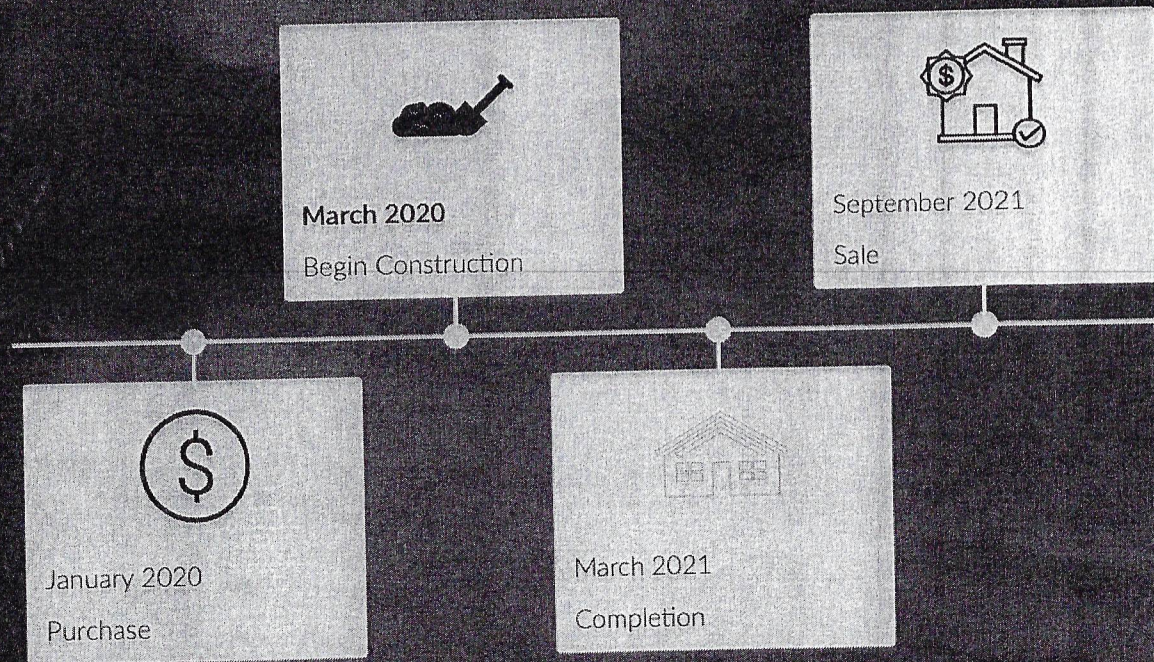 $
January 2020
Purchase
March 2020
Begin Construction
March 2021
Completion
$
September 2021
Sale